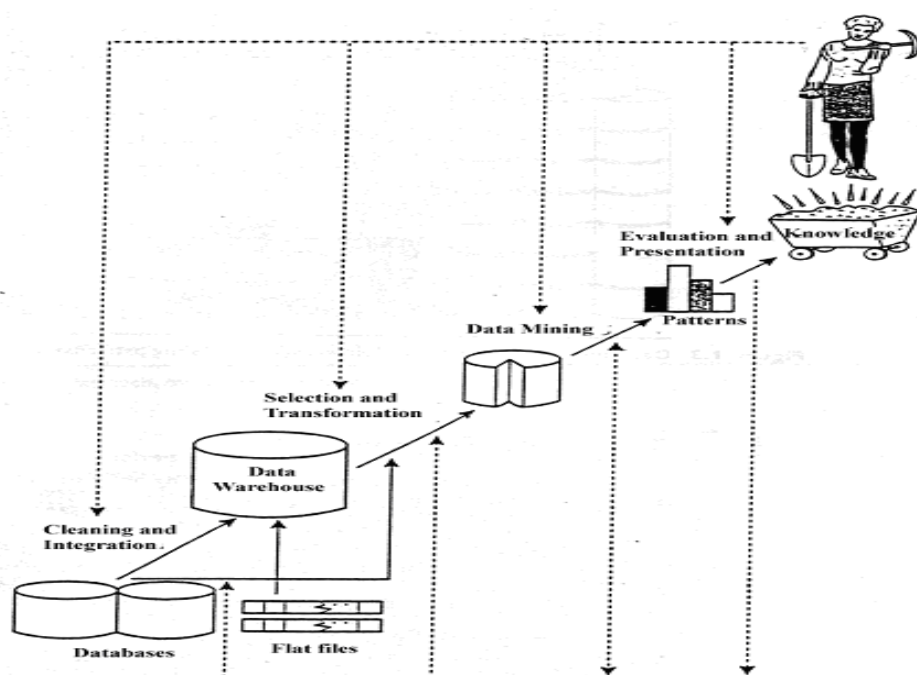 Evaluation and
Presentation
Knowledge
Patterns
Data Mining
Selection and
Transformation
Data
Warehouse
Cleaning and
Integration
Databases
Flat files